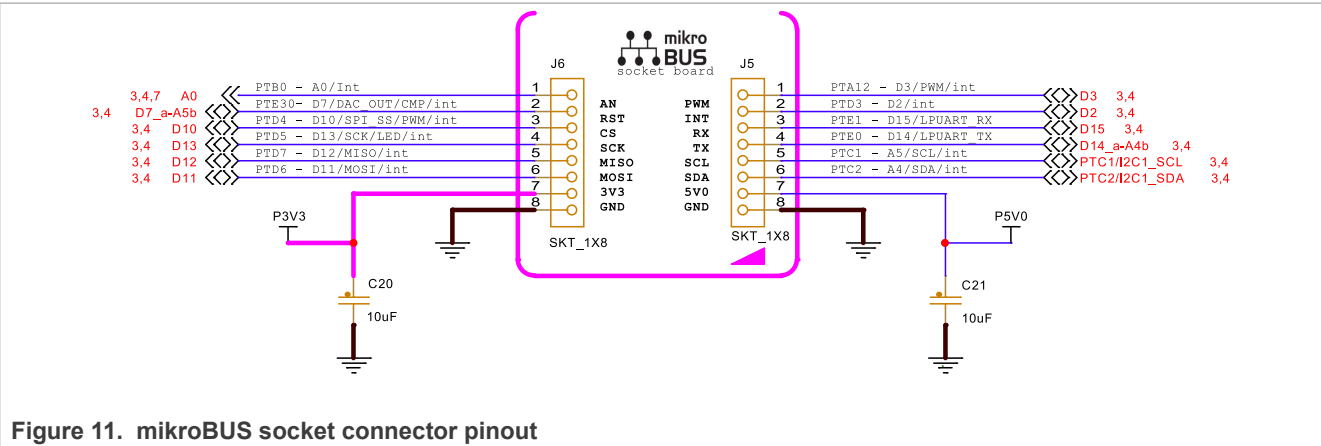 mikro
BUS
socket board
J6
J5
3,4,7 A0 PTB0 - A0/Int 1 AN
3,4 D7_a-A5b PTE30- D7/DAC_OUT/CMP/int 2 RST
3,4 D10 PTD4 - D10/SPI_SS/PWM/int 3 CS
3,4 D13 PTD5 - D13/SCK/LED/int 4 SCK
3,4 D12 PTD7 - D12/MISO/int 5 MISO
3,4 D11 PTD6 - D11/MOSI/int 6 MOSI
7 3V3
8 GND
PWM 1 PTA12 - D3/PWM/int D3 3,4
INT 2 PTD3 - D2/int D2 3,4
RX 3 PTE1 - D15/LPUART_RX D15 3,4
TX 4 PTE0 - D14/LPUART_TX D14_a-A4b 3,4
SCL 5 PTC1 - A5/SCL/int PTC1/I2C1_SCL 3,4
SDA 6 PTC2 - A4/SDA/int PTC2/I2C1_SDA 3,4
5V0 7
GND 8
P3V3
SKT_1X8
SKT_1X8
P5V0
C20
10uF
C21
10uF
Figure 11. mikroBUS socket connector pinout